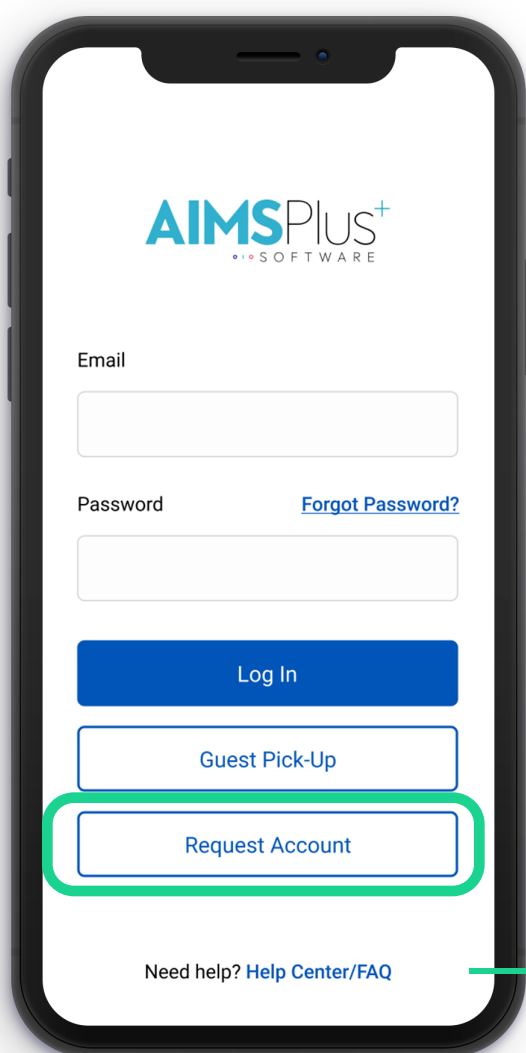 AIMSPlus+
SOFTWARE
Email
Password Forgot Password?
Log In
Guest Pick-Up
Request Account
Need help? Help Center/FAQ